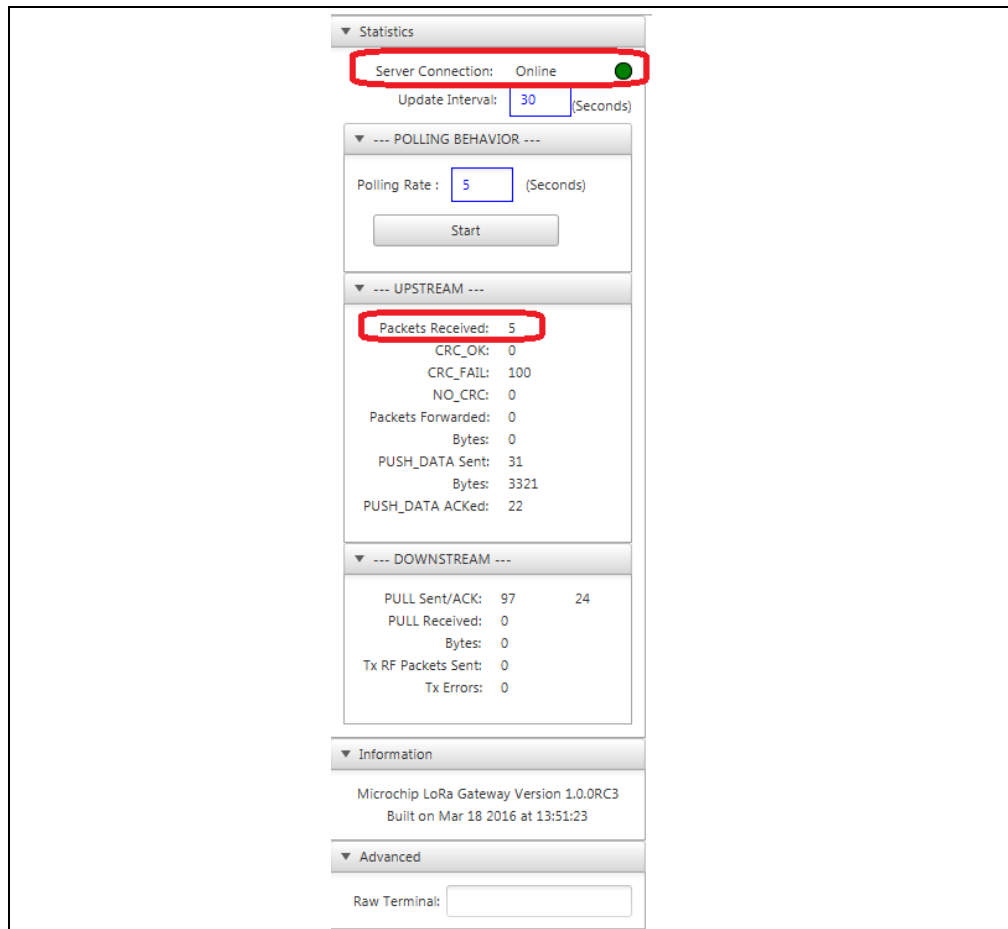 Statistics
Server Connection: Online
Update Interval: 30 (Seconds)
--- POLLING BEHAVIOR ---
Polling Rate : 5 (Seconds)
Start
--- UPSTREAM ---
Packets Received: 5
CRC_OK: 0
CRC_FAIL: 100
NO_CRC: 0
Packets Forwarded: 0
Bytes: 0
PUSH_DATA Sent: 31
Bytes: 3321
PUSH_DATA ACKed: 22
--- DOWNSTREAM ---
PULL Sent/ACK: 97 24
PULL Received: 0
Bytes: 0
Tx RF Packets Sent: 0
Tx Errors: 0
Information
Microchip LoRa Gateway Version 1.0.0RC3
Built on Mar 18 2016 at 13:51:23
Advanced
Raw Terminal: